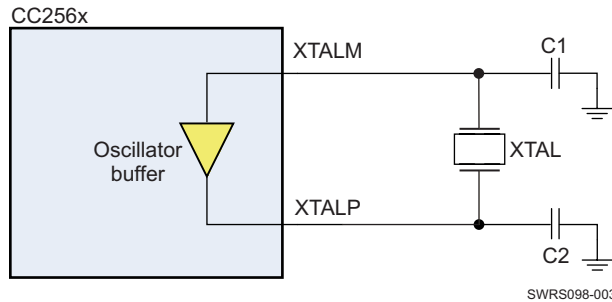 CC256x
XTALM
C1
Oscillator
buffer
XTAL
XTALP
C2
SWRS098-003